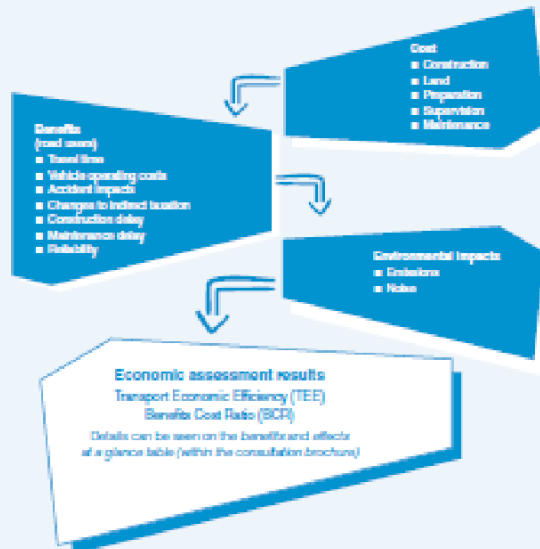 Cost
■ Construction
■ Land
■ Preparation
■ Supervision
■ Maintenance
Benefits
(road users)
■ Travel time
■ Vehicle operating costs
■ Accident impacts
■ Changes to indirect taxation
■ Construction delay
■ Maintenance delay
■ Reliability
Environmental impacts
■ Emissions
■ Noise
Economic assessment results
Transport Economic Efficiency (TEE)
Benefits Cost Ratio (BCR)
Details can be seen on the benefits and effects
at a glance table (within the consultation brochure)